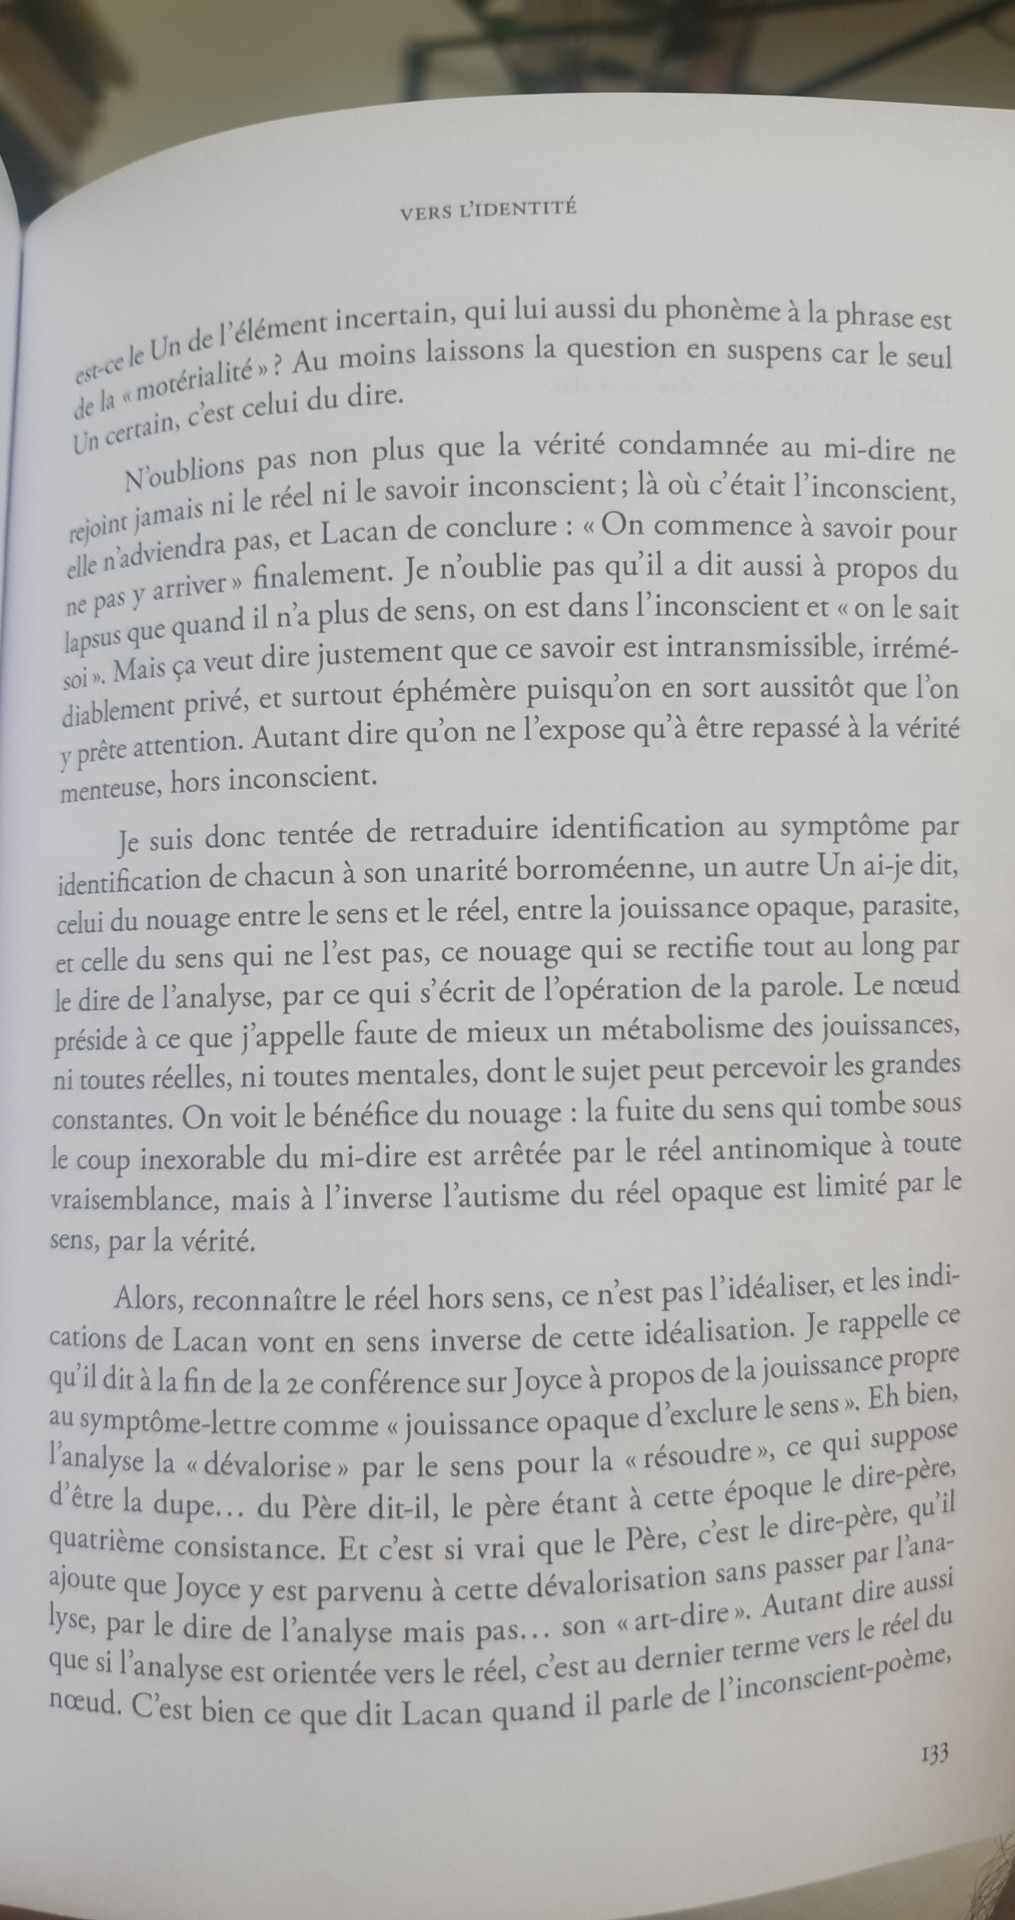 VERS L'IDENTITÉ
est-ce le Un de l'élément incertain, qui lui aussi du phonème à la phrase est
de la « motérialité » ? Au moins laissons la question en suspens car le seul
Un certain, c'est celui du dire.
N'oublions pas non plus que la vérité condamnée au mi-dire ne
rejoint jamais ni le réel ni le savoir inconscient ; là où c'était l'inconscient,
elle n'adviendra pas, et Lacan de conclure : « On commence à savoir pour
ne pas y arriver » finalement. Je n'oublie pas qu'il a dit aussi à propos du
lapsus que quand il n'a plus de sens, on est dans l'inconscient et « on le sait
soi ». Mais ça veut dire justement que ce savoir est intransmissible, irrémé-
diablement privé, et surtout éphémère puisqu'on en sort aussitôt que l'on
y prête attention. Autant dire qu'on ne l'expose qu'à être repassé à la vérité
menteuse, hors inconscient.
Je suis donc tentée de retraduire identification au symptôme par
identification de chacun à son unarité borroméenne, un autre Un ai-je dit,
celui du nouage entre le sens et le réel, entre la jouissance opaque, parasite,
et celle du sens qui ne l'est pas, ce nouage qui se rectifie tout au long par
le dire de l'analyse, par ce qui s'écrit de l'opération de la parole. Le nœud
préside à ce que j'appelle faute de mieux un métabolisme des jouissances,
ni toutes réelles, ni toutes mentales, dont le sujet peut percevoir les grandes
constantes. On voit le bénéfice du nouage : la fuite du sens qui tombe sous
le coup inexorable du mi-dire est arrêtée par le réel antinomique à toute
vraisemblance, mais à l'inverse l'autisme du réel opaque est limité par le
sens, par la vérité.
Alors, reconnaître le réel hors sens, ce n'est pas l'idéaliser, et les indi-
cations de Lacan vont en sens inverse de cette idéalisation. Je rappelle ce
qu'il dit à la fin de la 2e conférence sur Joyce à propos de la jouissance propre
au symptôme-lettre comme « jouissance opaque d'exclure le sens ». Eh bien,
l'analyse la « dévalorise » par le sens pour la « résoudre », ce qui suppose
d'être la dupe... du Père dit-il, le père étant à cette époque le dire-père,
quatrième consistance. Et c'est si vrai que le Père, c'est le dire-père, qu'il
ajoute que Joyce y est parvenu à cette dévalorisation sans passer par l'ana-
lyse, par le dire de l'analyse mais pas... son « art-dire ». Autant dire aussi
que si l'analyse est orientée vers le réel, c'est au dernier terme vers le réel du
nœud. C'est bien ce que dit Lacan quand il parle de l'inconscient-poème,
133